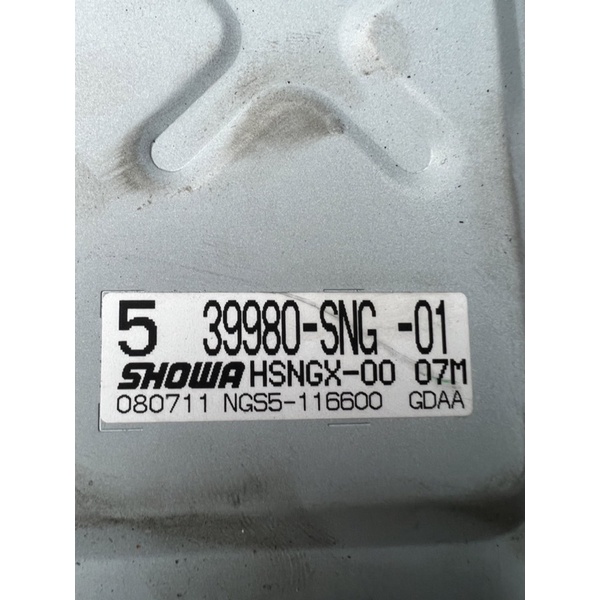 5 39980-SNG -01
SHOWA HSNGX-00 07M
080711 NGS5-116600 GDAA